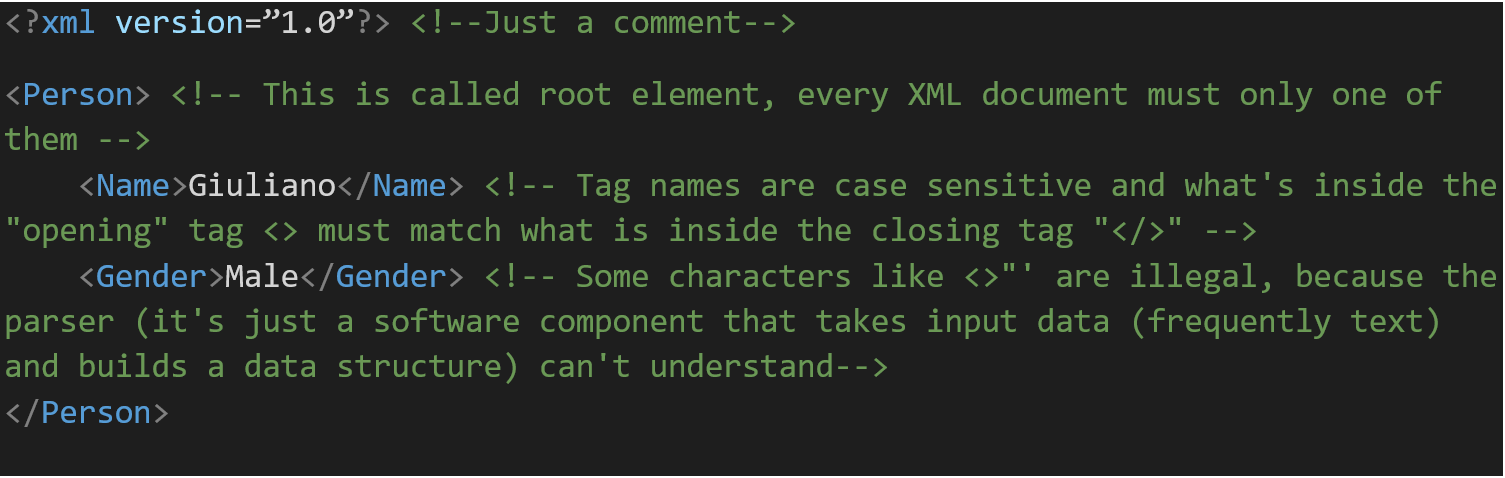 <?xml version=”1.0”?> <!--Just a comment-->
<Person> <!-- This is called root element, every XML document must only one of
them -->
    <Name>Giuliano</Name> <!-- Tag names are case sensitive and what's inside the
"opening" tag <> must match what is inside the closing tag "</>" -->
    <Gender>Male</Gender> <!-- Some characters like <>"' are illegal, because the
parser (it's just a software component that takes input data (frequently text)
and builds a data structure) can't understand-->
</Person>